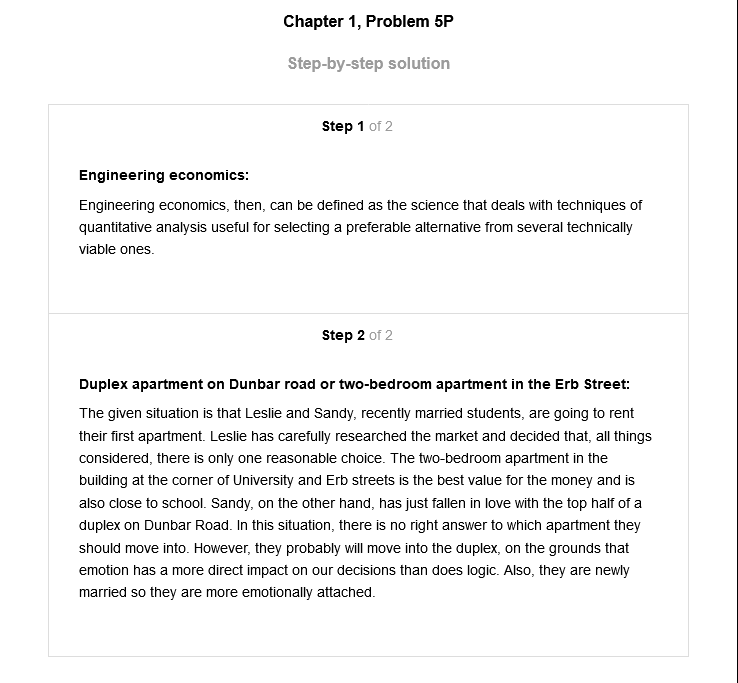 Chapter 1, Problem 5P
Step-by-step solution
Step 1 of 2
Engineering economics:
Engineering economics, then, can be defined as the science that deals with techniques of
quantitative analysis useful for selecting a preferable alternative from several technically
viable ones.
Step 2 of 2
Duplex apartment on Dunbar road or two-bedroom apartment in the Erb Street:
The given situation is that Leslie and Sandy, recently married students, are going to rent
their first apartment. Leslie has carefully researched the market and decided that, all things
considered, there is only one reasonable choice. The two-bedroom apartment in the
building at the corner of University and Erb streets is the best value for the money and is
also close to school. Sandy, on the other hand, has just fallen in love with the top half of a
duplex on Dunbar Road. In this situation, there is no right answer to which apartment they
should move into. However, they probably will move into the duplex, on the grounds that
emotion has a more direct impact on our decisions than does logic. Also, they are newly
married so they are more emotionally attached.